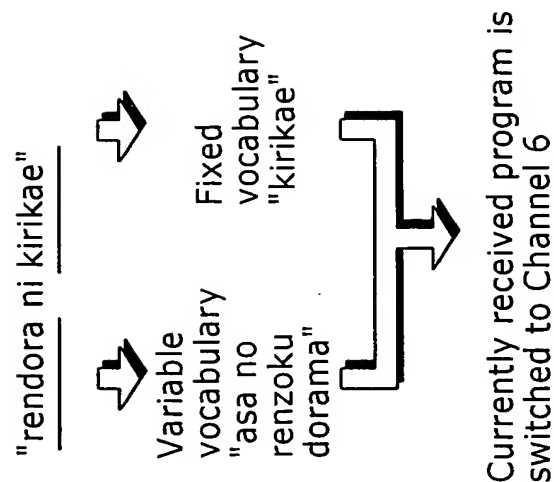 "rendora ni kirikae"
Variable
vocabulary
"asa no
renzoku
dorama"
Fixed
vocabulary
"kirikae"
Currently received program is
switched to Channel 6